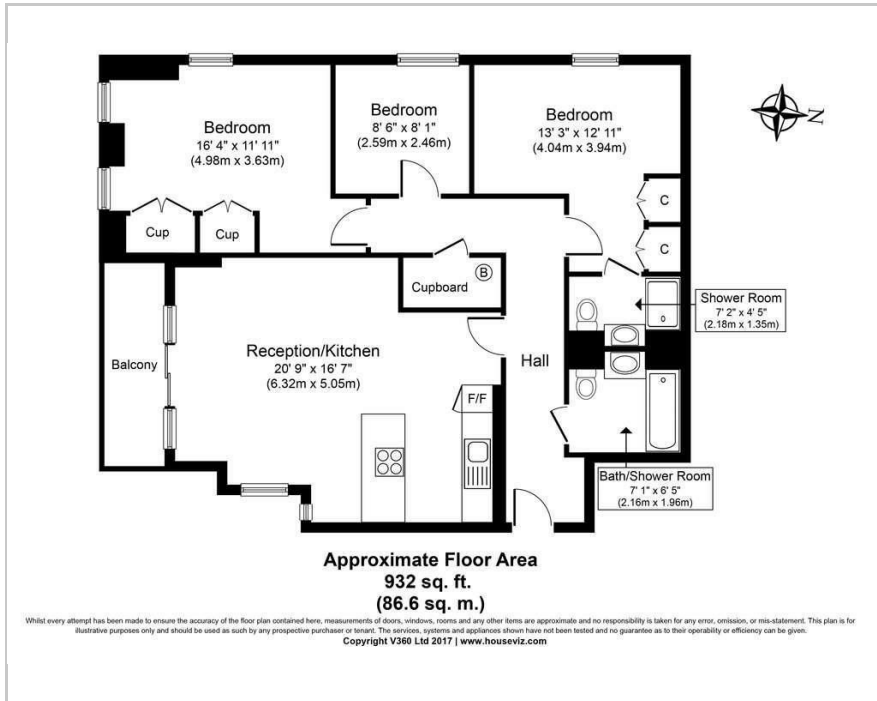 Bedroom
16' 4" x 11' 11"
(4.98m x 3.63m)
Bedroom
8' 6" x 8' 1"
(2.59m x 2.46m)
Bedroom
13' 3" x 12' 11"
(4.04m x 3.94m)
N
Cup
Cup
C
C
Cupboard
B
Shower Room
7' 2" x 4' 5"
(2.18m x 1.35m)
Balcony
Reception/Kitchen
20' 9" x 16' 7"
(6.32m x 5.05m)
Hall
F/F
Bath/Shower Room
7' 1" x 6' 5"
(2.16m x 1.96m)
Approximate Floor Area
932 sq. ft.
(86.6 sq. m.)
Whilst every attempt has been made to ensure the accuracy of the floor plan contained here, measurements of doors, windows, rooms and any other items are approximate and no responsibility is taken for any error, omission, or mis-statement. This plan is for
illustrative purposes only and should be used as such by any prospective purchaser or tenant. The services, systems and appliances shown have not been tested and no guarantee as to their operability or efficiency can be given.
Copyright V360 Ltd 2017 | www.houseviz.com